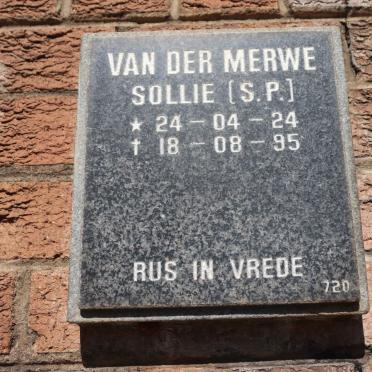 VAN DER MERWE
SOLLIE [S.P.]
★ 24 – 04 – 24
† 18 – 08 – 95
RUS IN VREDE
720